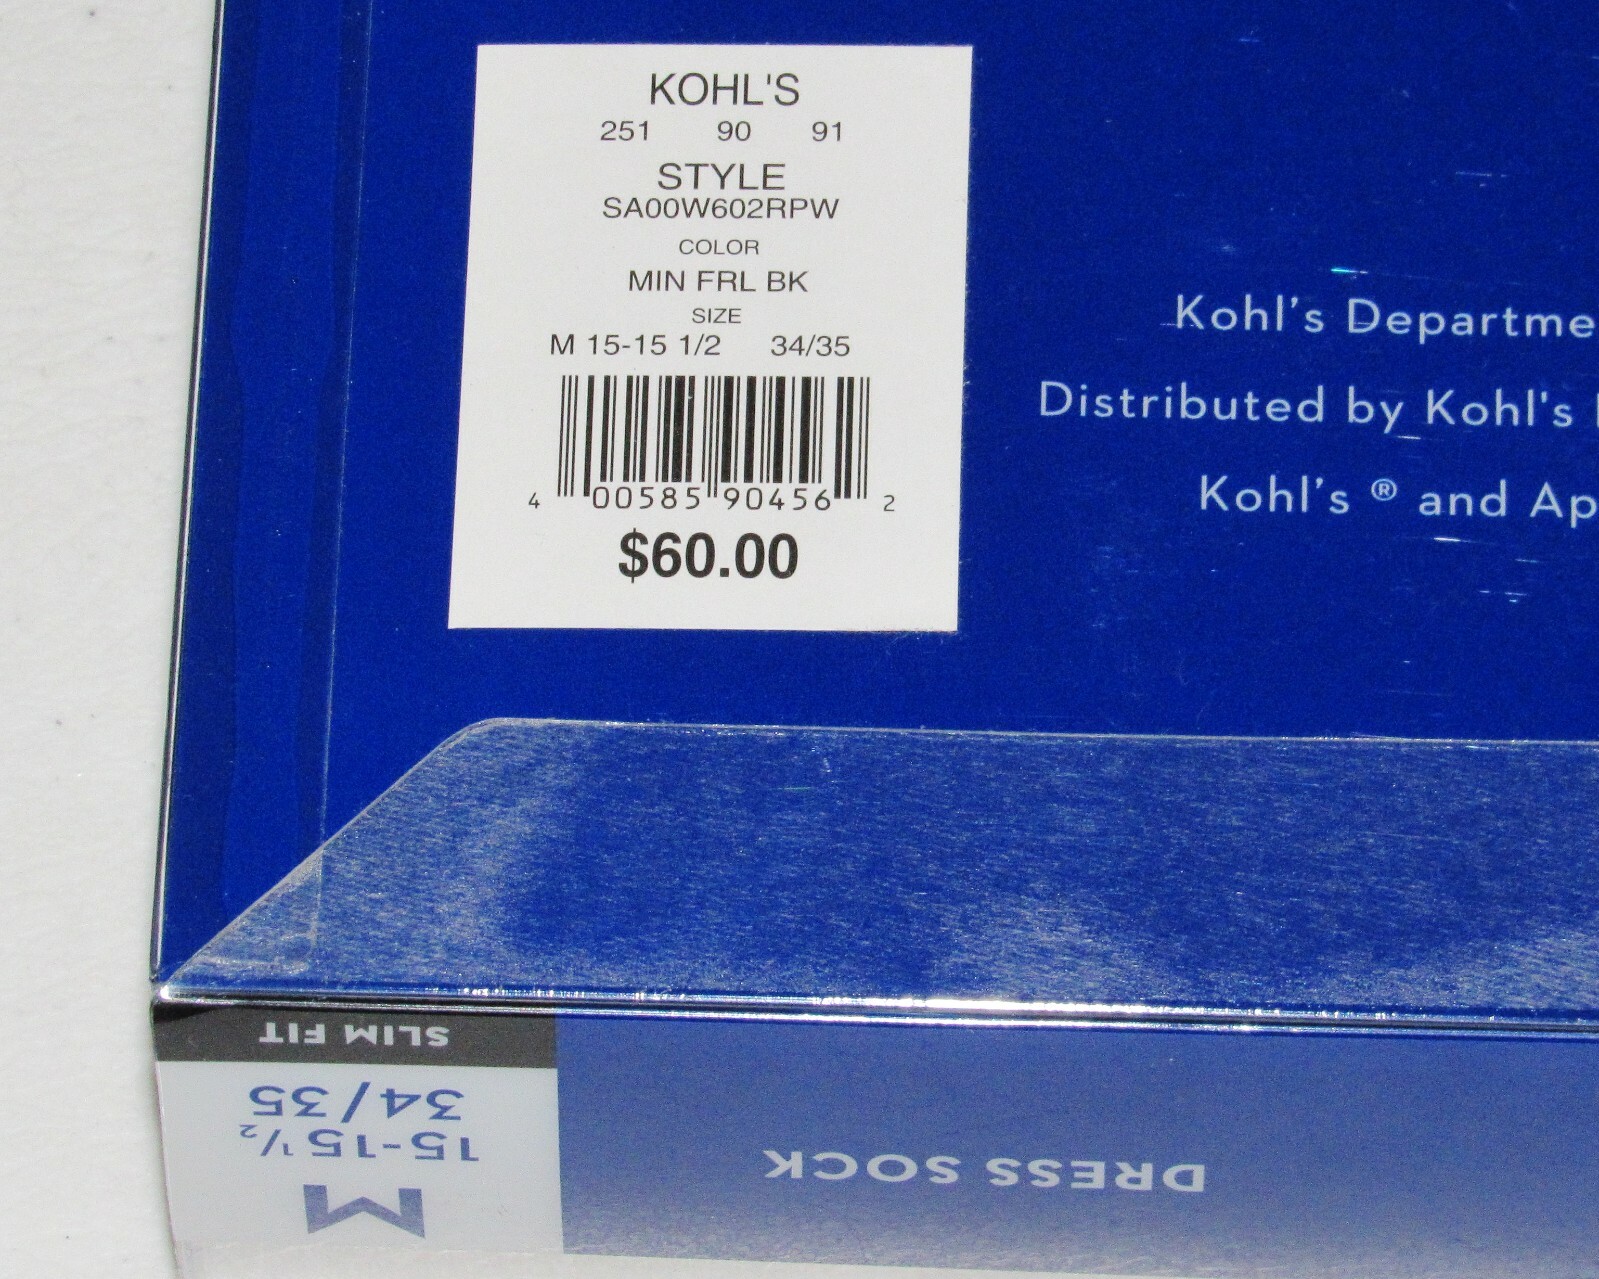 KOHL'S
251 90 91
STYLE
SA00W602RPW
COLOR
MIN FRL BK
SIZE
M 15-15 1/2 34/35
4 00585 90456 2
$60.00
Kohl's Departme
Distributed by Kohl's
Kohl's ® and Ap
SLIM FIT
34/35
15-15 1/2
M
DRESS SOCK